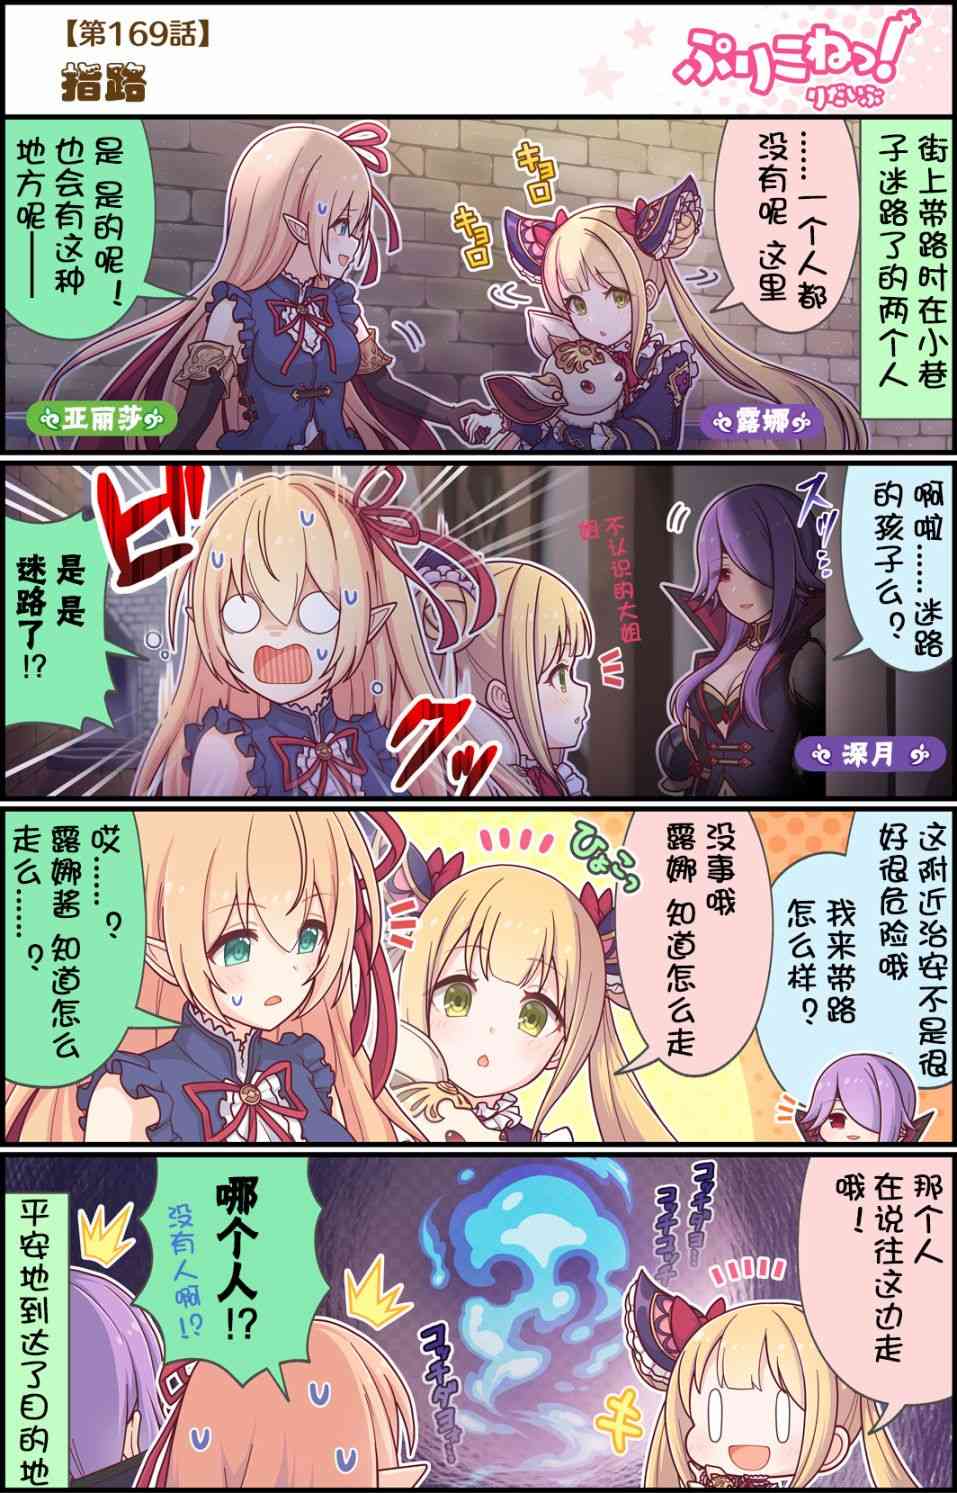 【第169話】
指路
ぷりこねっ!
りだいぶ
街上带路时在小巷
子迷路了的两个人
……一个人都
没有呢 这里
キョロ
キョロ
是 是的呢!
也会有这种
地方呢——
亚丽莎
露娜
啊啦……迷路
的孩子么?
スッ…
不认识的大姐
姐
ビ
クッ
是 是
迷路了!?
深月
这附近治安不是很
好很危险哦
我来带路
怎么样?
没事哦
露娜 知道怎么走
ひょこっ
哎……?
露娜酱 知道怎么
走么……?
那个人
在说往这边走
哦!
コッチダヨ…
コッチコッチ
コッチダヨ…
哪个人!?
没有人啊!?
平安地到达了目的地